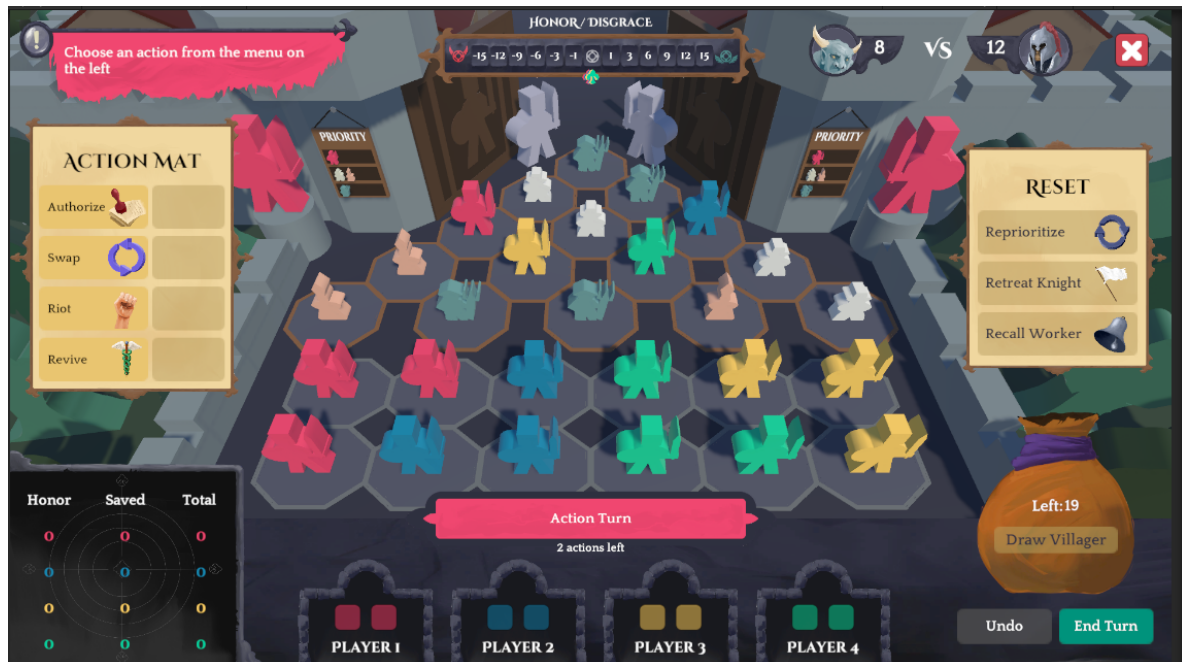 HONOR / DISGRACE
-15 -12 -9 -6 -3 -1 1 3 6 9 12 15
8 VS 12
Choose an action from the menu on
the left
PRIORITY
PRIORITY
ACTION MAT
Authorize
Swap
Riot
Revive
RESET
Reprioritize
Retreat Knight
Recall Worker
Honor Saved Total
0 0 0
0 0 0
0 0 0
0 0 0
Action Turn
2 actions left
Left:19
Draw Villager
PLAYER 1
PLAYER 2
PLAYER 3
PLAYER 4
Undo
End Turn